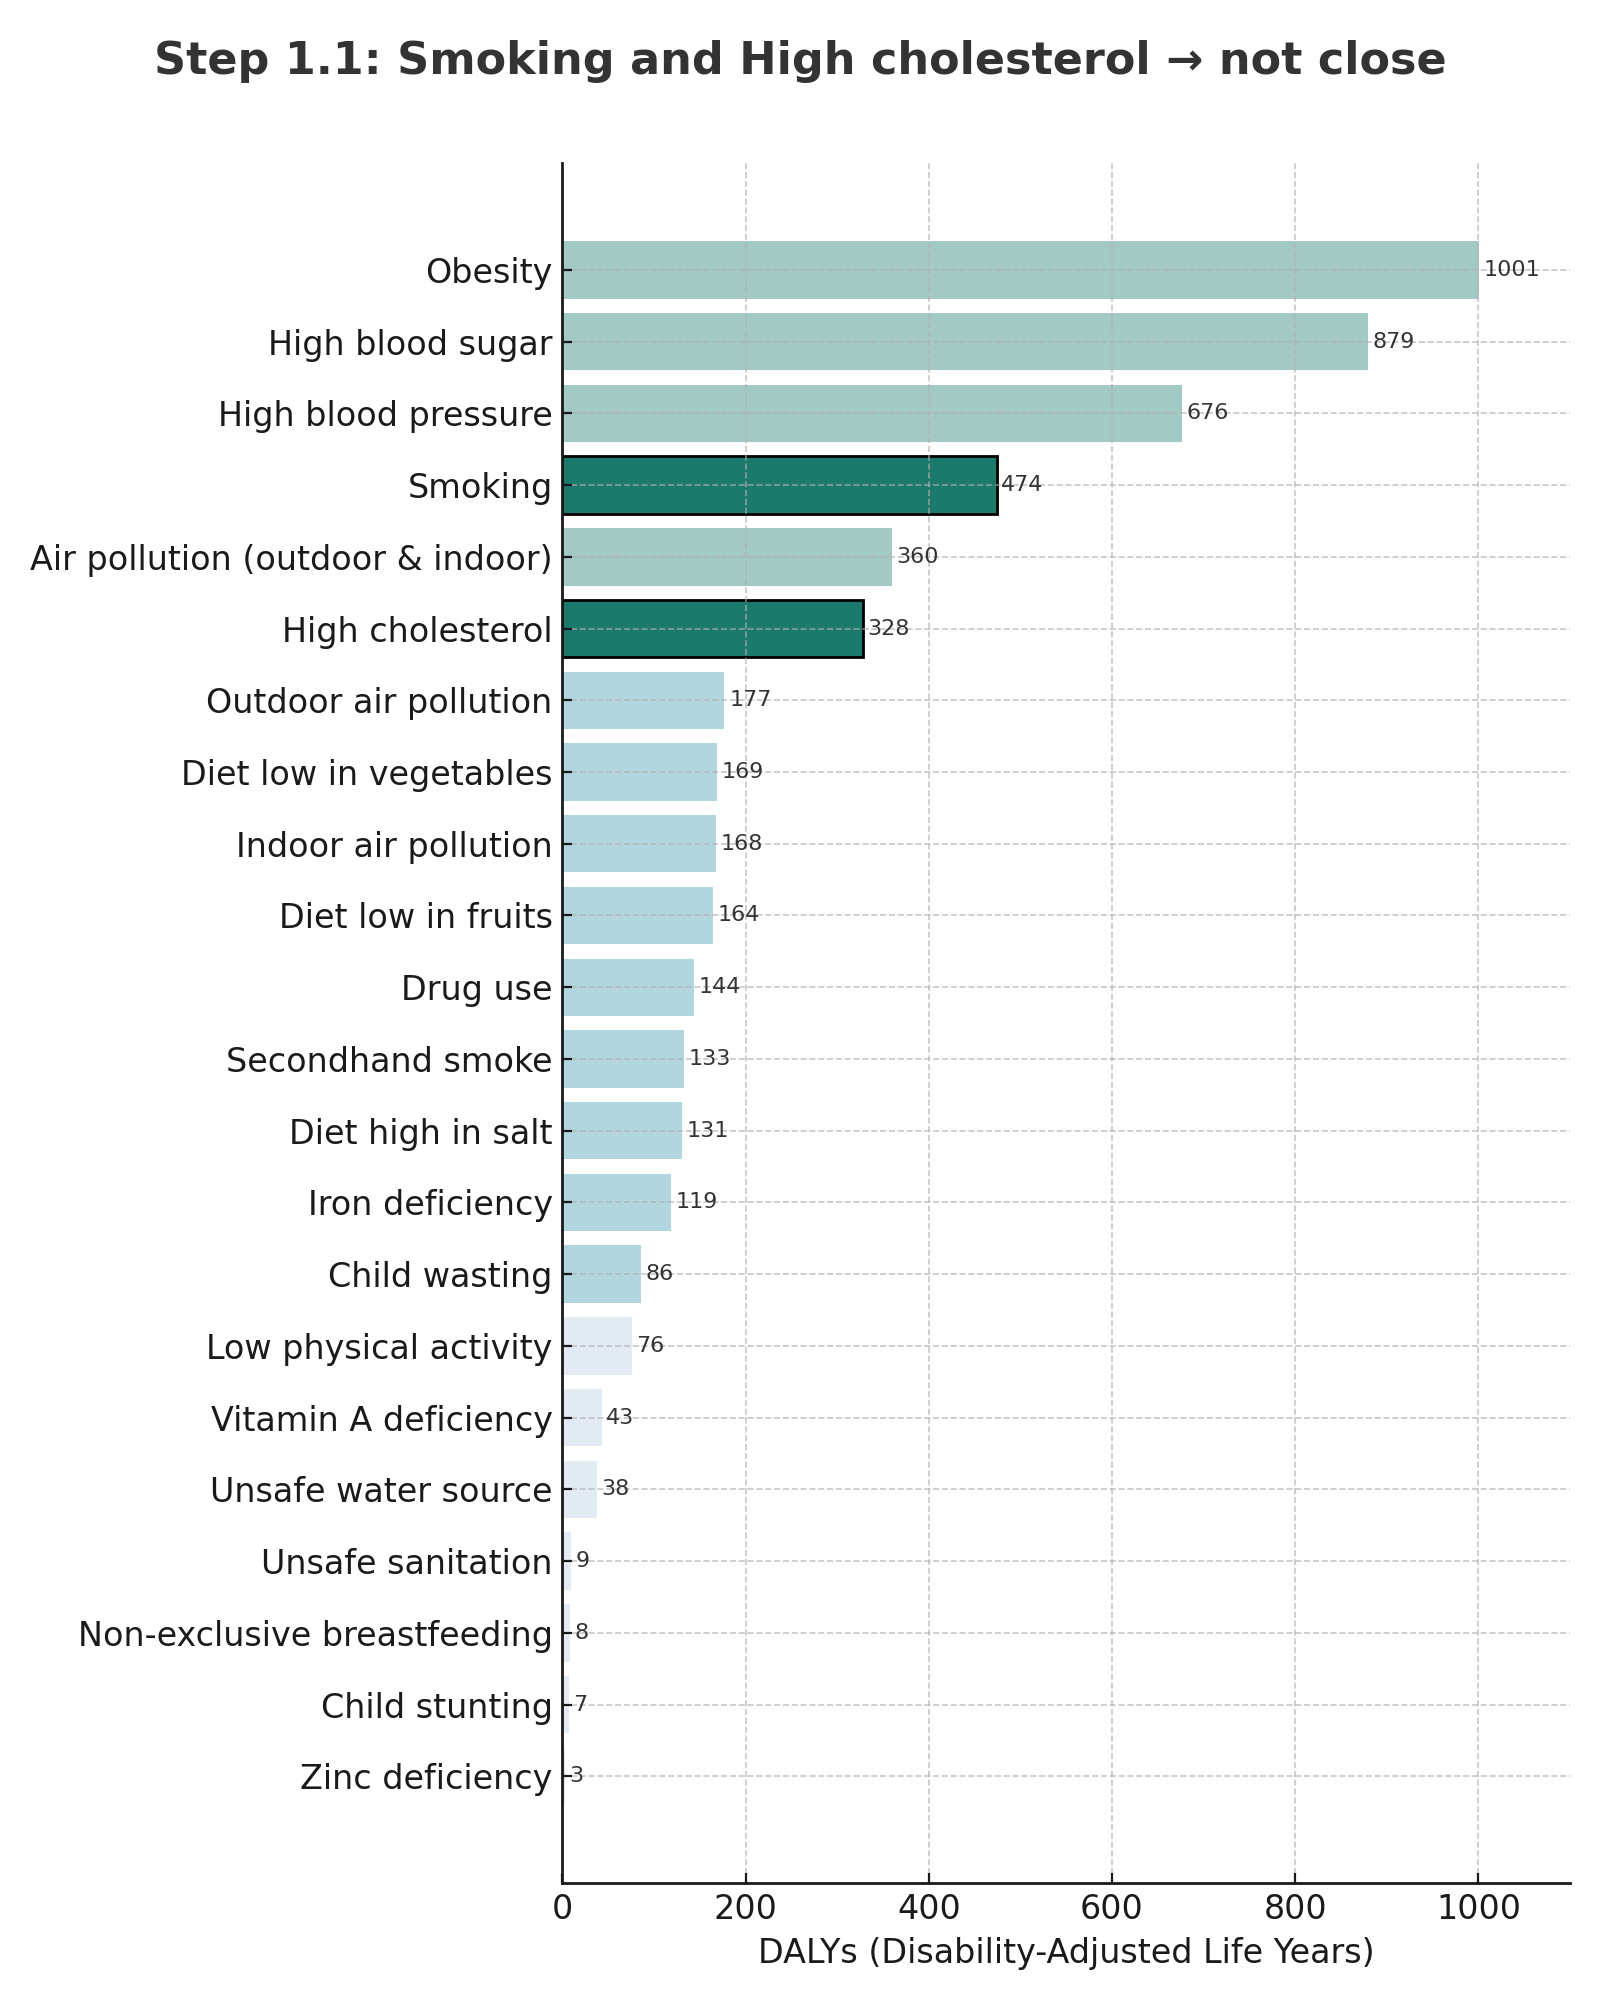 Step 1.1: Smoking and High cholesterol → not close
Obesity 1001
High blood sugar 879
High blood pressure 676
Smoking 474
Air pollution (outdoor & indoor) 360
High cholesterol 328
Outdoor air pollution 177
Diet low in vegetables 169
Indoor air pollution 168
Diet low in fruits 164
Drug use 144
Secondhand smoke 133
Diet high in salt 131
Iron deficiency 119
Child wasting 86
Low physical activity 76
Vitamin A deficiency 43
Unsafe water source 38
Unsafe sanitation 9
Non-exclusive breastfeeding 8
Child stunting 7
Zinc deficiency 3
0 200 400 600 800 1000
DALYs (Disability-Adjusted Life Years)